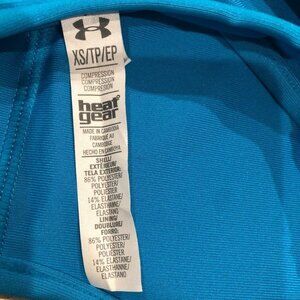 XS/TP/EP
COMPRESSION
COMPRESSION
COMPRESIÓN
heat
gear
MADE IN CAMBODIA
FABRIQUÉ AU
CAMBODGE
HECHO EN CAMBOYA
SHELL/
EXTÉRIEUR/
TELA EXTERIOR:
86% POLYESTER/
POLYESTER/
POLIÉSTER
14% ELASTANE/
ÉLASTHANNE/
ELASTANO
LINING/
DOUBLURE/
FORRO:
86% POLYESTER/
POLYESTER/
POLIÉSTER
14% ELASTANE/
ÉLASTHANNE/
ELASTANO